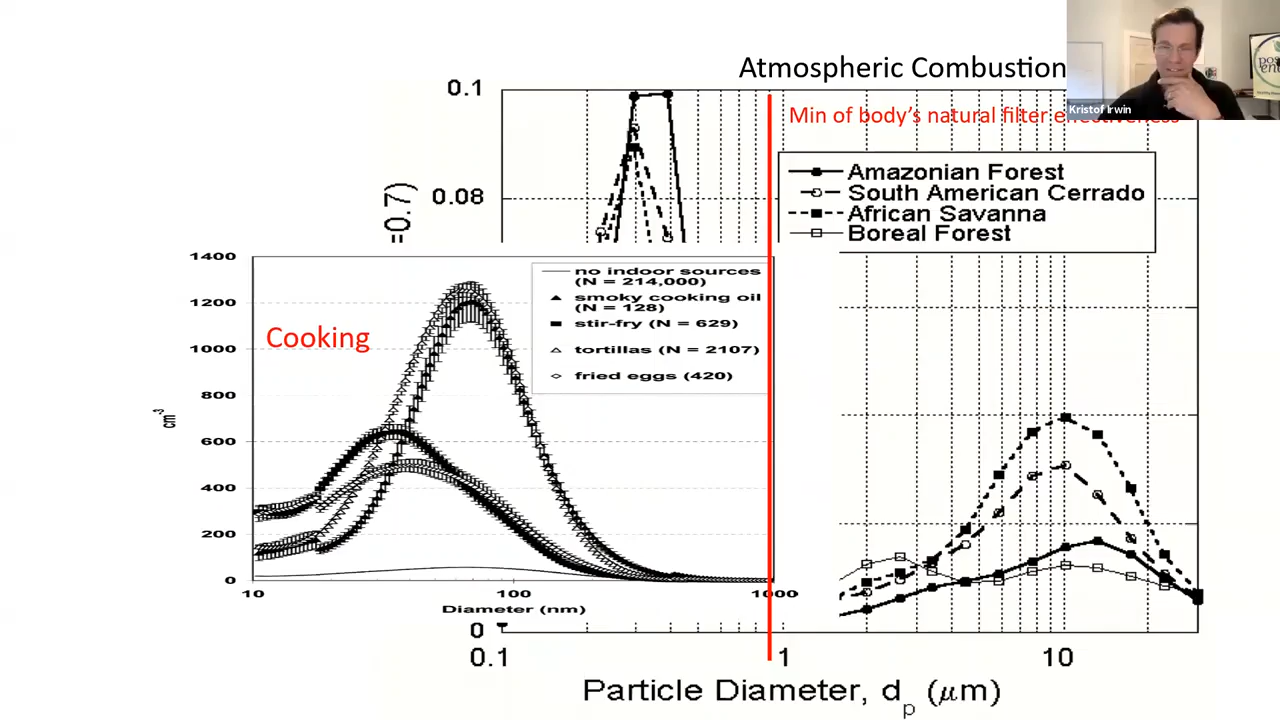 Atmospheric Combustion
Kristof Irwin
Min of body's natural filter effectiveness
0.1
0.08
=0.7)
Amazonian Forest
South American Cerrado
African Savanna
Boreal Forest
1400
1200
1000
800
600
400
200
0
cm³
Cooking
no indoor sources
(N = 214,000)
smoky cooking oil
(N = 128)
stir-fry (N = 629)
tortillas (N = 2107)
fried eggs (420)
10
100
1000
Diameter (nm)
0
0.1
1
10
Particle Diameter, dp (μm)